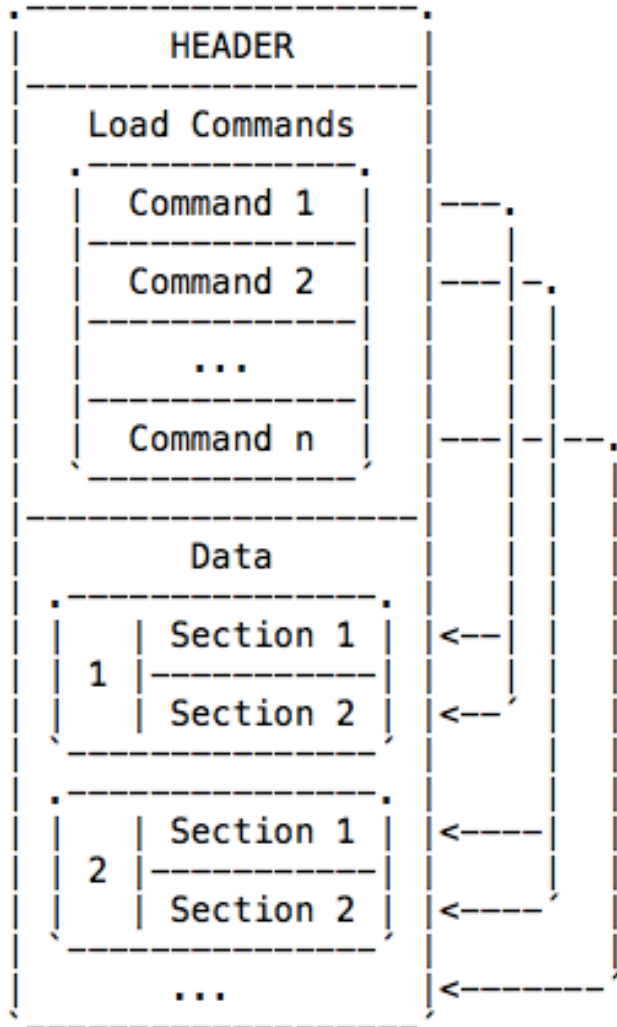 HEADER
Load Commands
Command 1
Command 2
...
Command n
Data
1
Section 1
Section 2
2
Section 1
Section 2
...